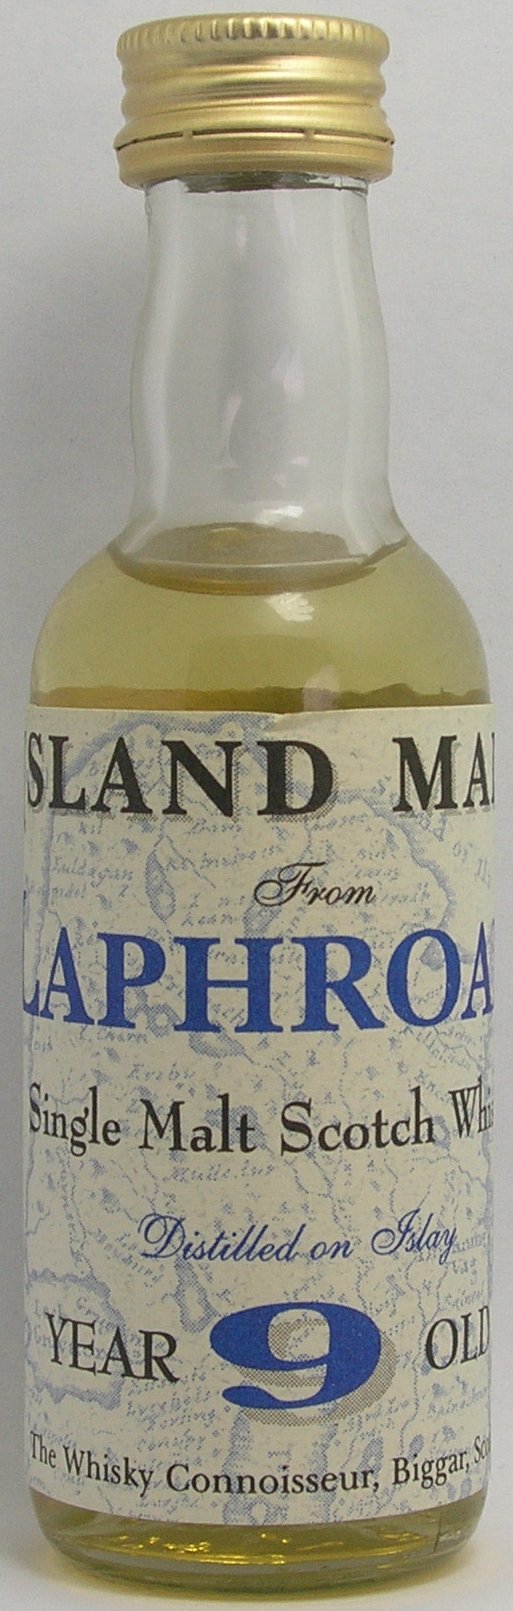 ISLAND MA
From
LAPHROA
Single Malt Scotch Whi
Distilled on Islay
YEAR 9 OLD
The Whisky Connoisseur, Biggar, Sco